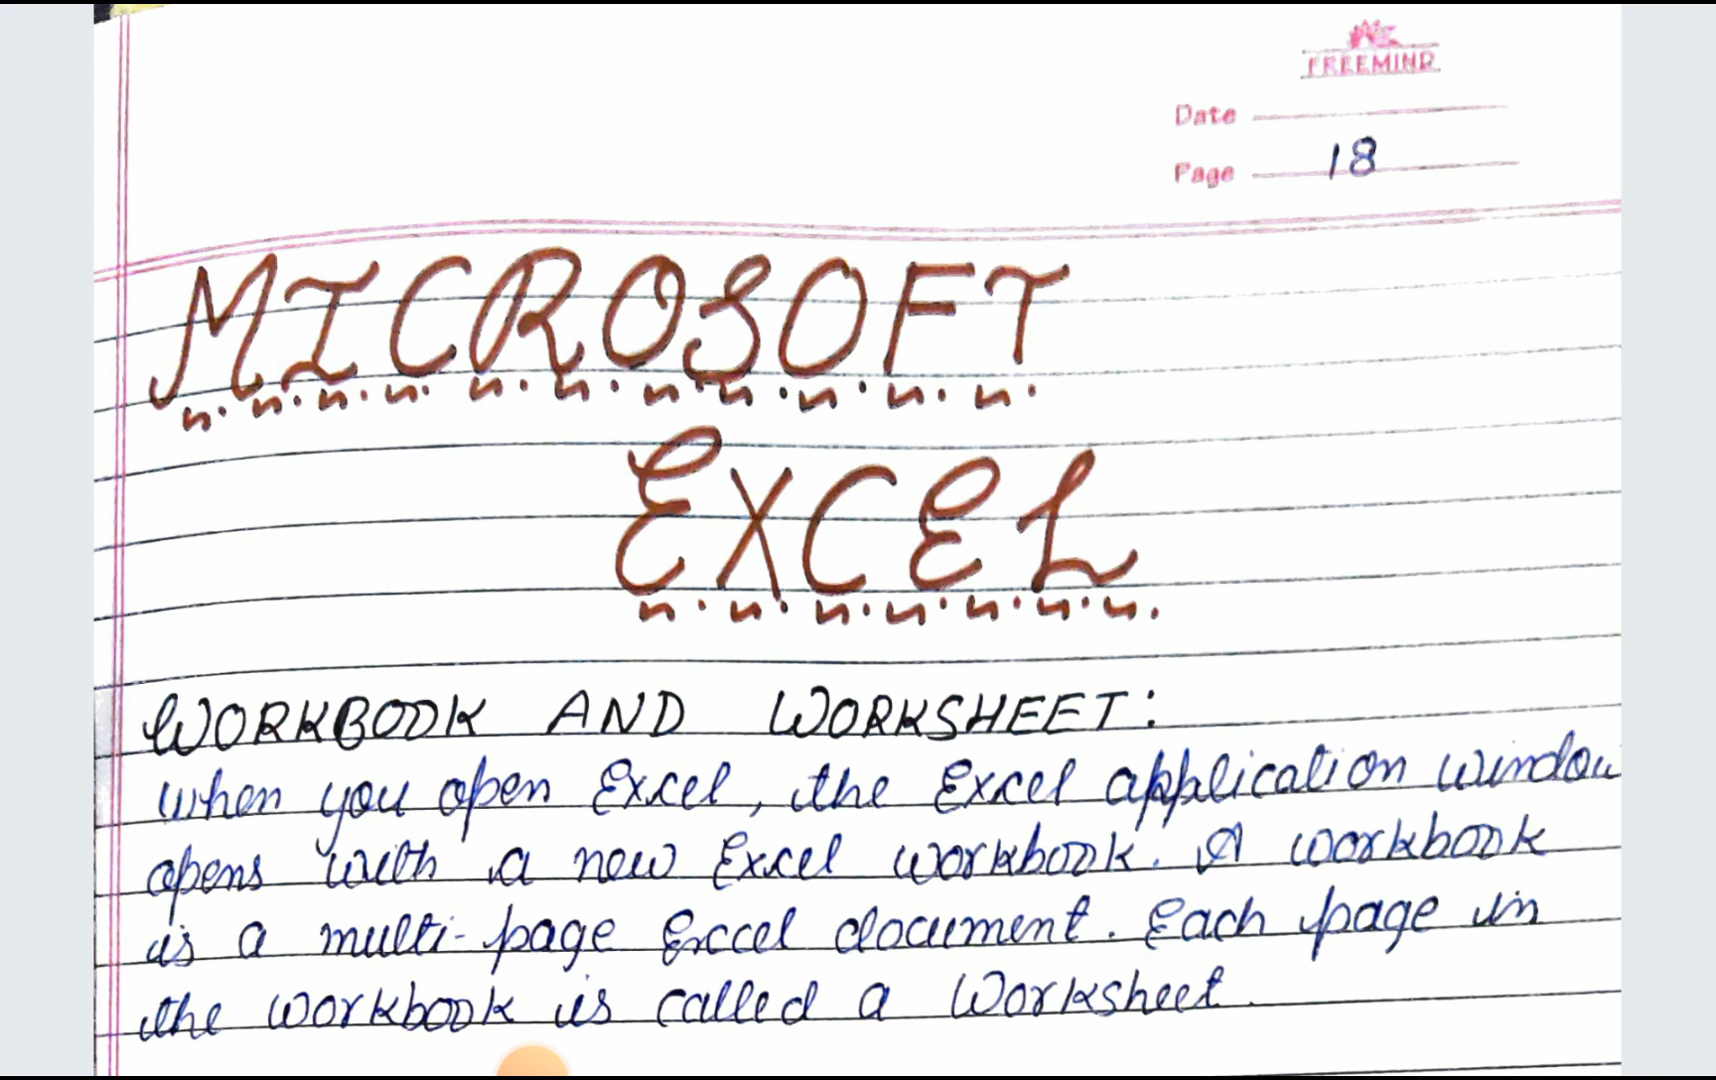 FREEMIND
Date
Page 18
MICROSOFT
EXCEL
WORKBOOK AND WORKSHEET:
when you open Excel, the Excel application window
opens with a new Excel workbook. A workbook
is a multi-page Excel document. Each page in
the workbook is called a Worksheet.